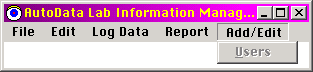 AutoData Lab Information Manag...
File Edit Log Data Report Add/Edit
Users